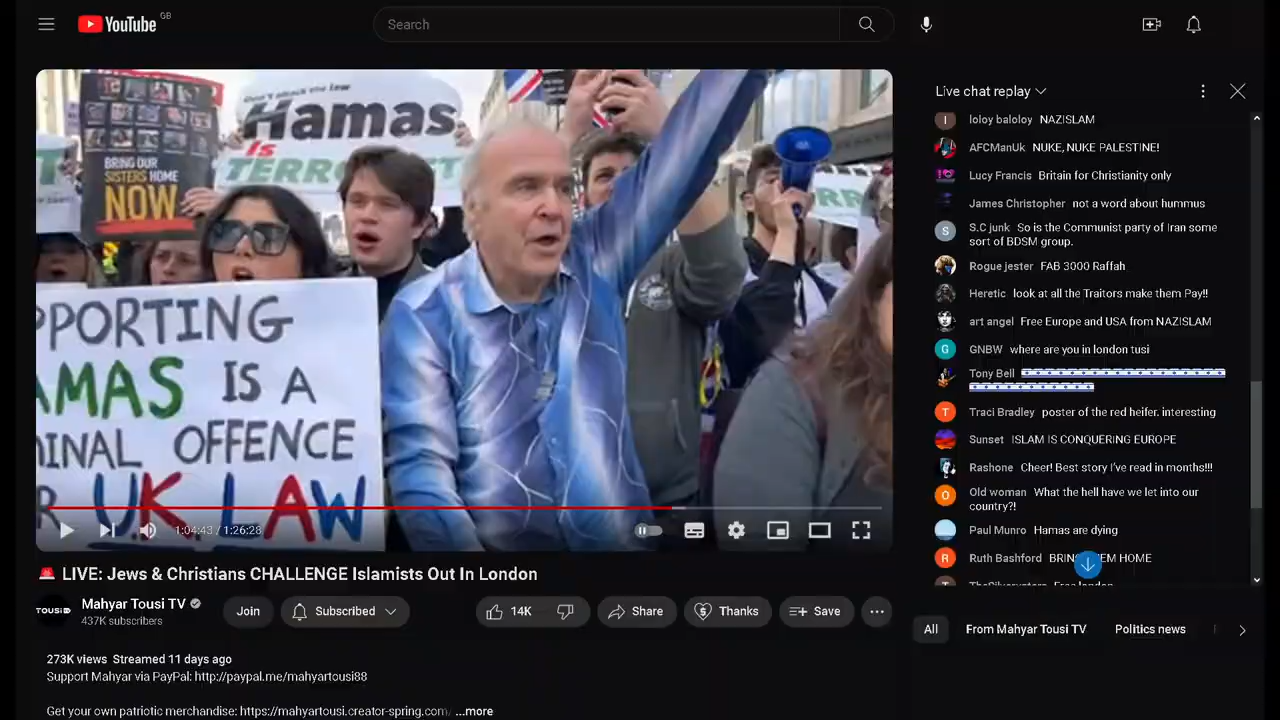 YouTube GB
Search
BRING OUR
SISTERS HOME
NOW
Don't attack the law
Hamas
Is
PPORTING
AMAS IS A
INAL OFFENCE
R UK LAW
1:04:43 / 1:26:28
🚨 LIVE: Jews & Christians CHALLENGE Islamists Out In London
TOUSI
Mahyar Tousi TV
437K subscribers
Join
Subscribed
14K
Share
Thanks
Save
273K views Streamed 11 days ago
Support Mahyar via PayPal: http://paypal.me/mahyartousi88
Get your own patriotic merchandise: https://mahyartousi.creator-spring.com/ ...more
Live chat replay
loloy baloloy NAZISLAM
AFCManUk NUKE, NUKE PALESTINE!
Lucy Francis Britain for Christianity only
James Christopher not a word about hummus
S.C junk So is the Communist party of Iran some
sort of BDSM group.
Rogue jester FAB 3000 Raffah
Heretic look at all the Traitors make them Pay!!
art angel Free Europe and USA from NAZISLAM
GNBW where are you in london tusi
Tony Bell
Traci Bradley poster of the red heifer. interesting
Sunset ISLAM IS CONQUERING EUROPE
Rashone Cheer! Best story I've read in months!!!
Old woman What the hell have we let into our
country?!
Paul Munro Hamas are dying
Ruth Bashford HOME
All
From Mahyar Tousi TV
Politics news